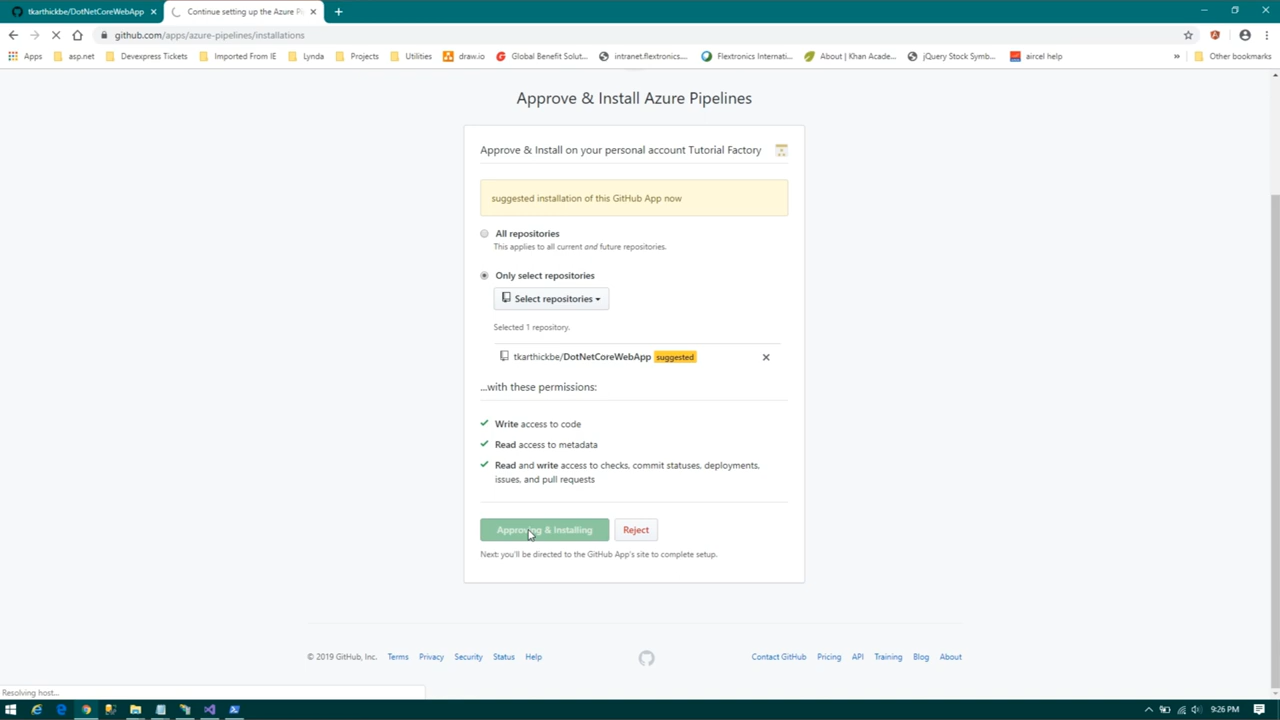 tkarthickbe/DotNetCoreWebApp
Continue setting up the Azure P
github.com/apps/azure-pipelines/installations
Apps
asp.net
Devexpress Tickets
Imported From IE
Lynda
Projects
Utilities
draw.io
Global Benefit Solut...
intranet.flextronics....
Flextronics Internati...
About | Khan Acade...
jQuery Stock Symb...
aircel help
»
Other bookmarks
Approve & Install Azure Pipelines
Approve & Install on your personal account Tutorial Factory
suggested installation of this GitHub App now
All repositories
This applies to all current and future repositories.
Only select repositories
Select repositories
Selected 1 repository.
tkarthickbe/DotNetCoreWebApp suggested
...with these permissions:
Write access to code
Read access to metadata
Read and write access to checks, commit statuses, deployments,
issues, and pull requests
Approving & Installing
Reject
Next: you'll be directed to the GitHub App's site to complete setup.
© 2019 GitHub, Inc. Terms Privacy Security Status Help
Contact GitHub Pricing API Training Blog About
Resolving host...
9:26 PM